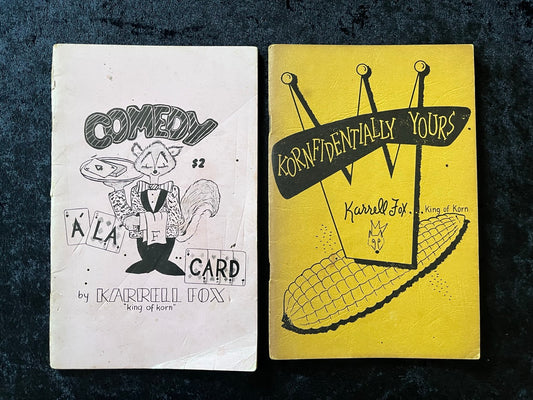 COMEDY
$2
Á LA
CARD
by KARRELL FOX
"king of korn"
KORNFIDENTIALLY YOURS
Karrell Fox... King of Korn